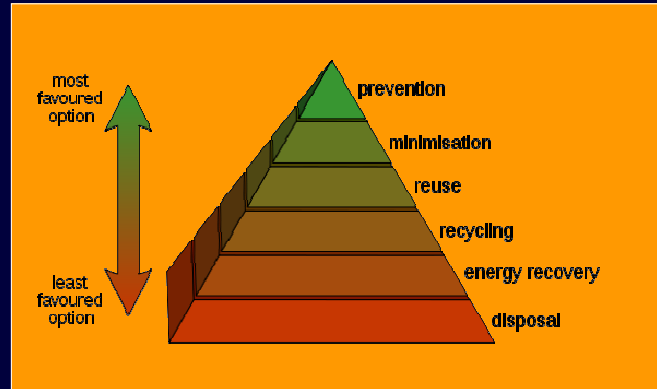 most
favoured
option
prevention
minimisation
reuse
recycling
energy recovery
disposal
least
favoured
option